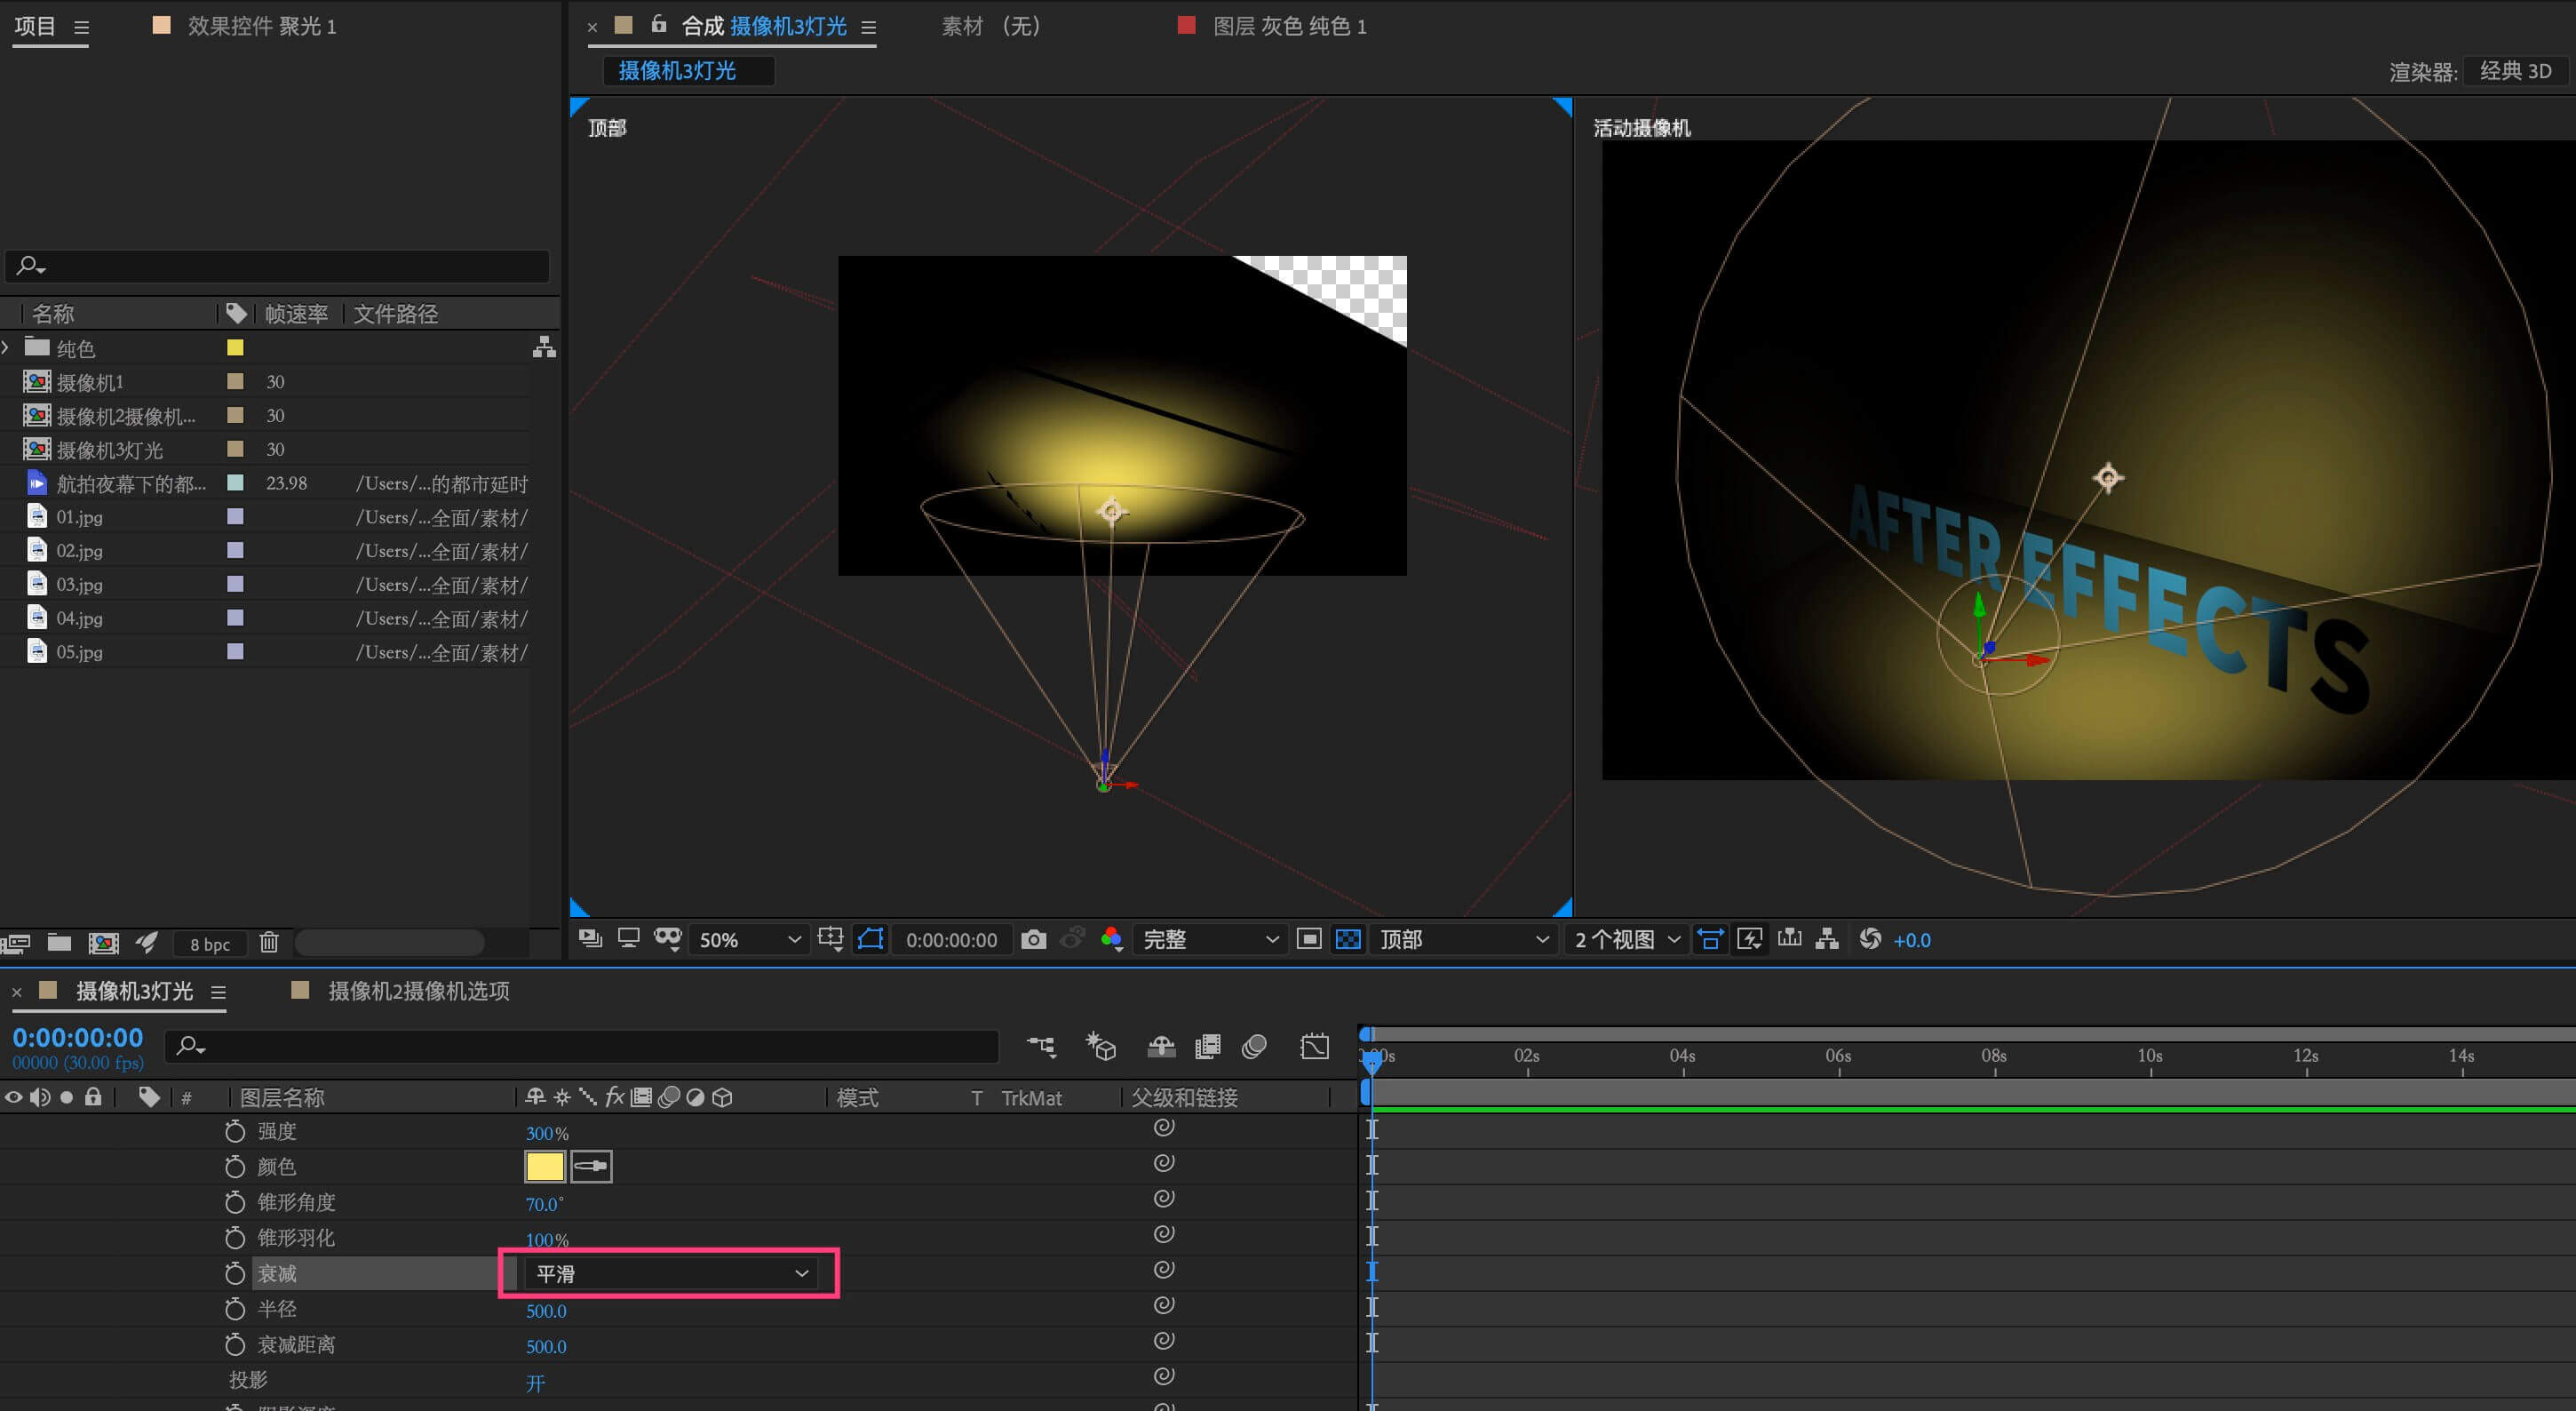 项目
效果控件 聚光 1
合成 摄像机3灯光
素材 (无)
图层 灰色 纯色 1
摄像机3灯光
渲染器: 经典 3D
顶部
活动摄像机
AFTER EFFECTS
名称 帧速率 文件路径
纯色
摄像机1 30
摄像机2摄像机... 30
摄像机3灯光 30
航拍夜幕下的都... 23.98 /Users/...的都市延时
01.jpg /Users/...全面/素材/
02.jpg /Users/...全面/素材/
03.jpg /Users/...全面/素材/
04.jpg /Users/...全面/素材/
05.jpg /Users/...全面/素材/
8 bpc
50% 0:00:00:00 完整 顶部 2 个视图 +0.0
摄像机3灯光
摄像机2摄像机选项
0:00:00:00
00000 (30.00 fps)
02s 04s 06s 08s 10s 12s 14s
# 图层名称 fx 模式 T TrkMat 父级和链接
强度 300%
颜色
锥形角度 70.0°
锥形羽化 100%
衰减 平滑
半径 500.0
衰减距离 500.0
投影 开